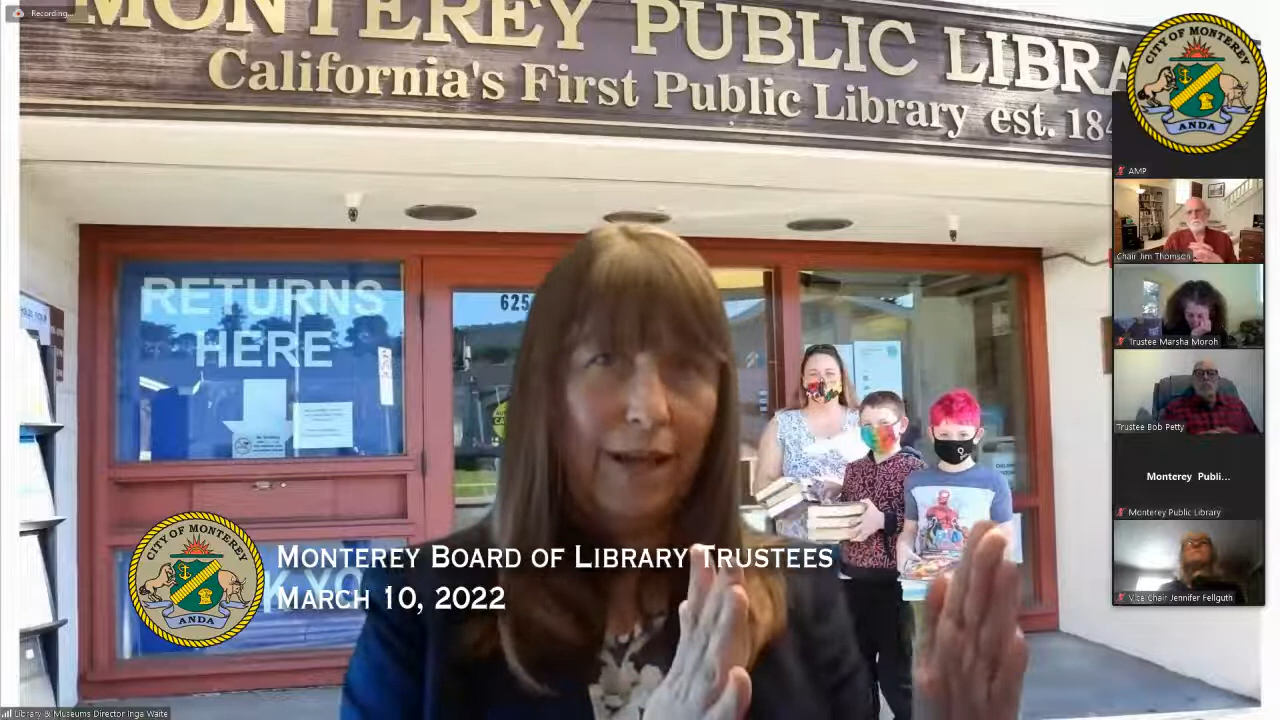 Recording...
MONTEREY PUBLIC LIBRA
California's First Public Library est. 184
RETURNS
HERE
625
CITY OF MONTEREY
ANDA
AMP
Chair Jim Thomson
Trustee Marsha Moroh
Trustee Bob Petty
Monterey Publi...
Monterey Public Library
Vice Chair Jennifer Fellguth
CITY OF MONTEREY
ANDA
MONTEREY BOARD OF LIBRARY TRUSTEES
MARCH 10, 2022
K YO
Library & Museums Director Inga Waite